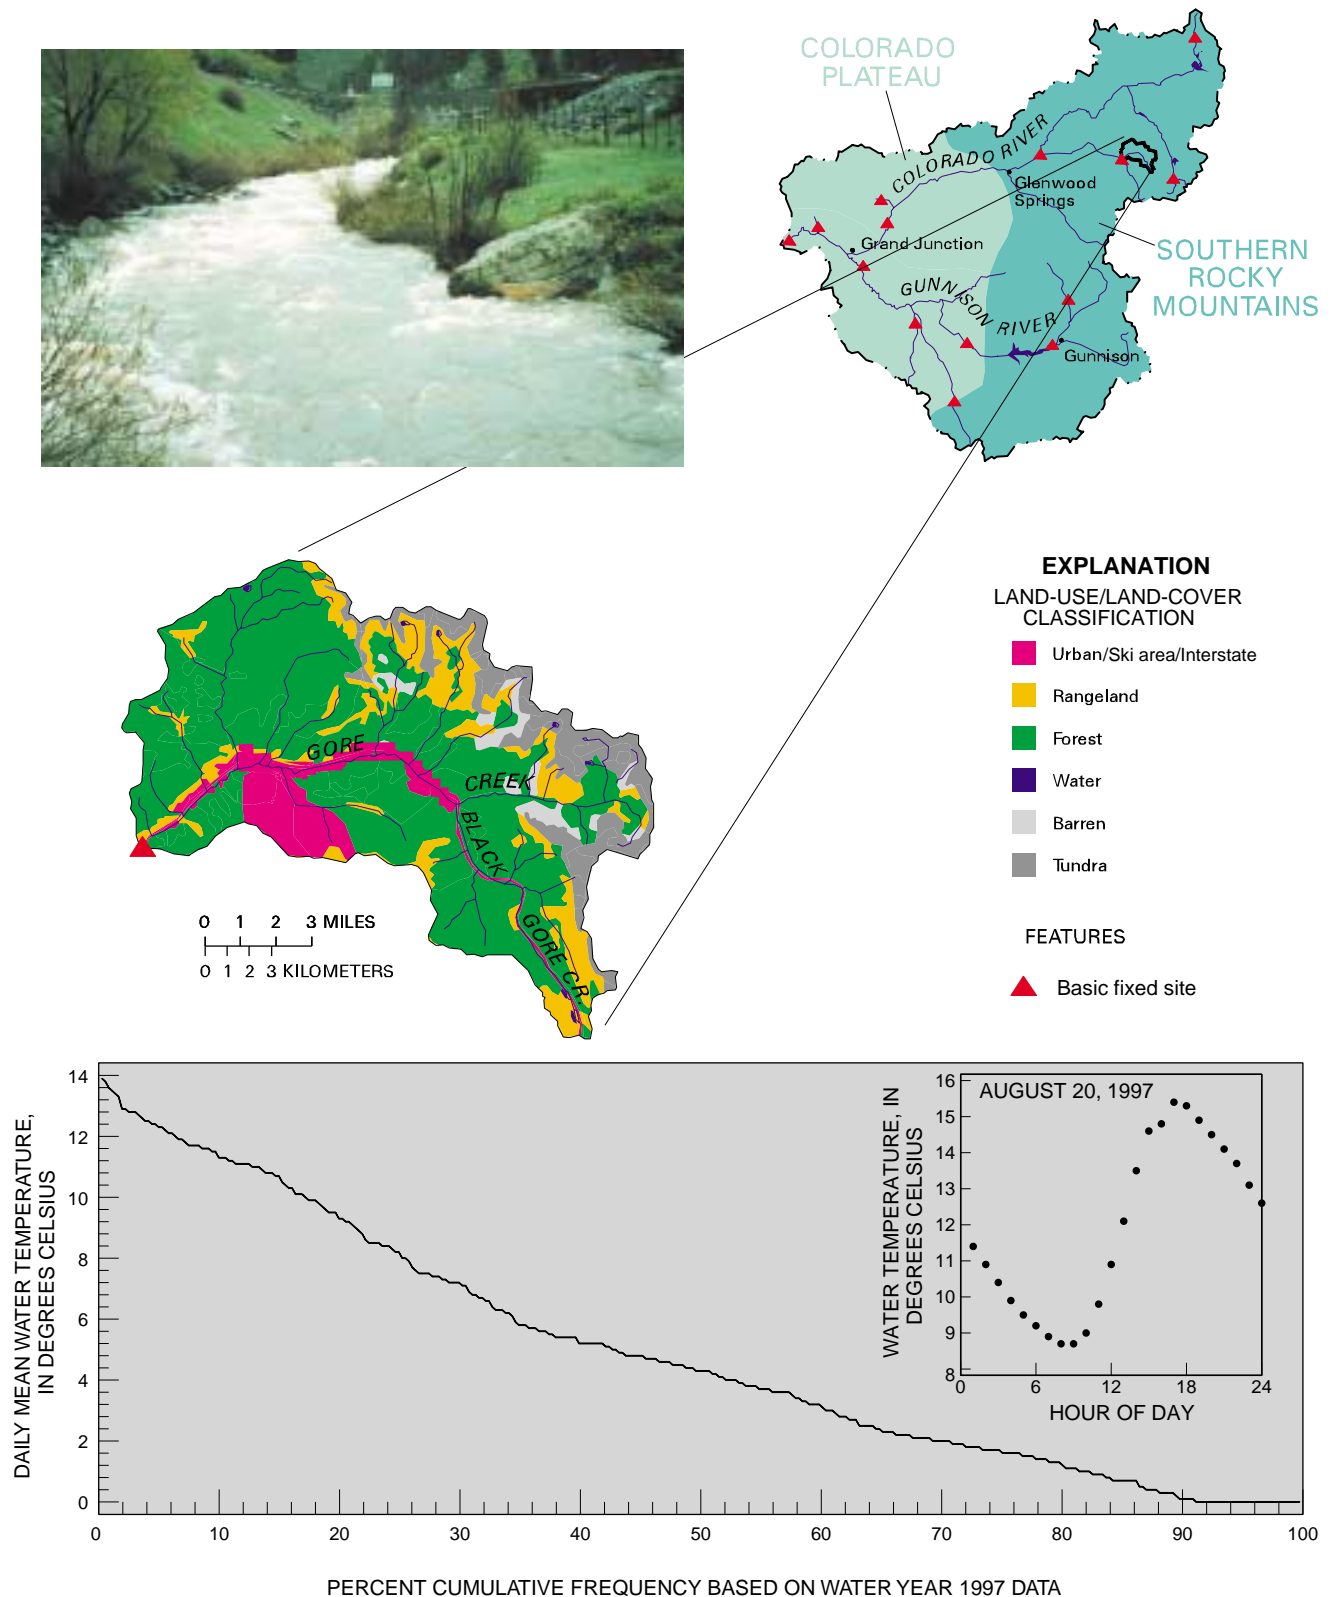 COLORADO
PLATEAU
COLORADO RIVER
Glenwood
Springs
Grand Junction
GUNNISON RIVER
Gunnison
SOUTHERN
ROCKY
MOUNTAINS
EXPLANATION
LAND-USE/LAND-COVER
CLASSIFICATION
Urban/Ski area/Interstate
Rangeland
Forest
Water
Barren
Tundra
FEATURES
Basic fixed site
GORE
CREEK
BLACK
GORE CR.
0 1 2 3 MILES
0 1 2 3 KILOMETERS
DAILY MEAN WATER TEMPERATURE,
IN DEGREES CELSIUS
14
12
10
8
6
4
2
0
0 10 20 30 40 50 60 70 80 90 100
PERCENT CUMULATIVE FREQUENCY BASED ON WATER YEAR 1997 DATA
WATER TEMPERATURE, IN
DEGREES CELSIUS
AUGUST 20, 1997
16
15
14
13
12
11
10
9
8
0 6 12 18 24
HOUR OF DAY